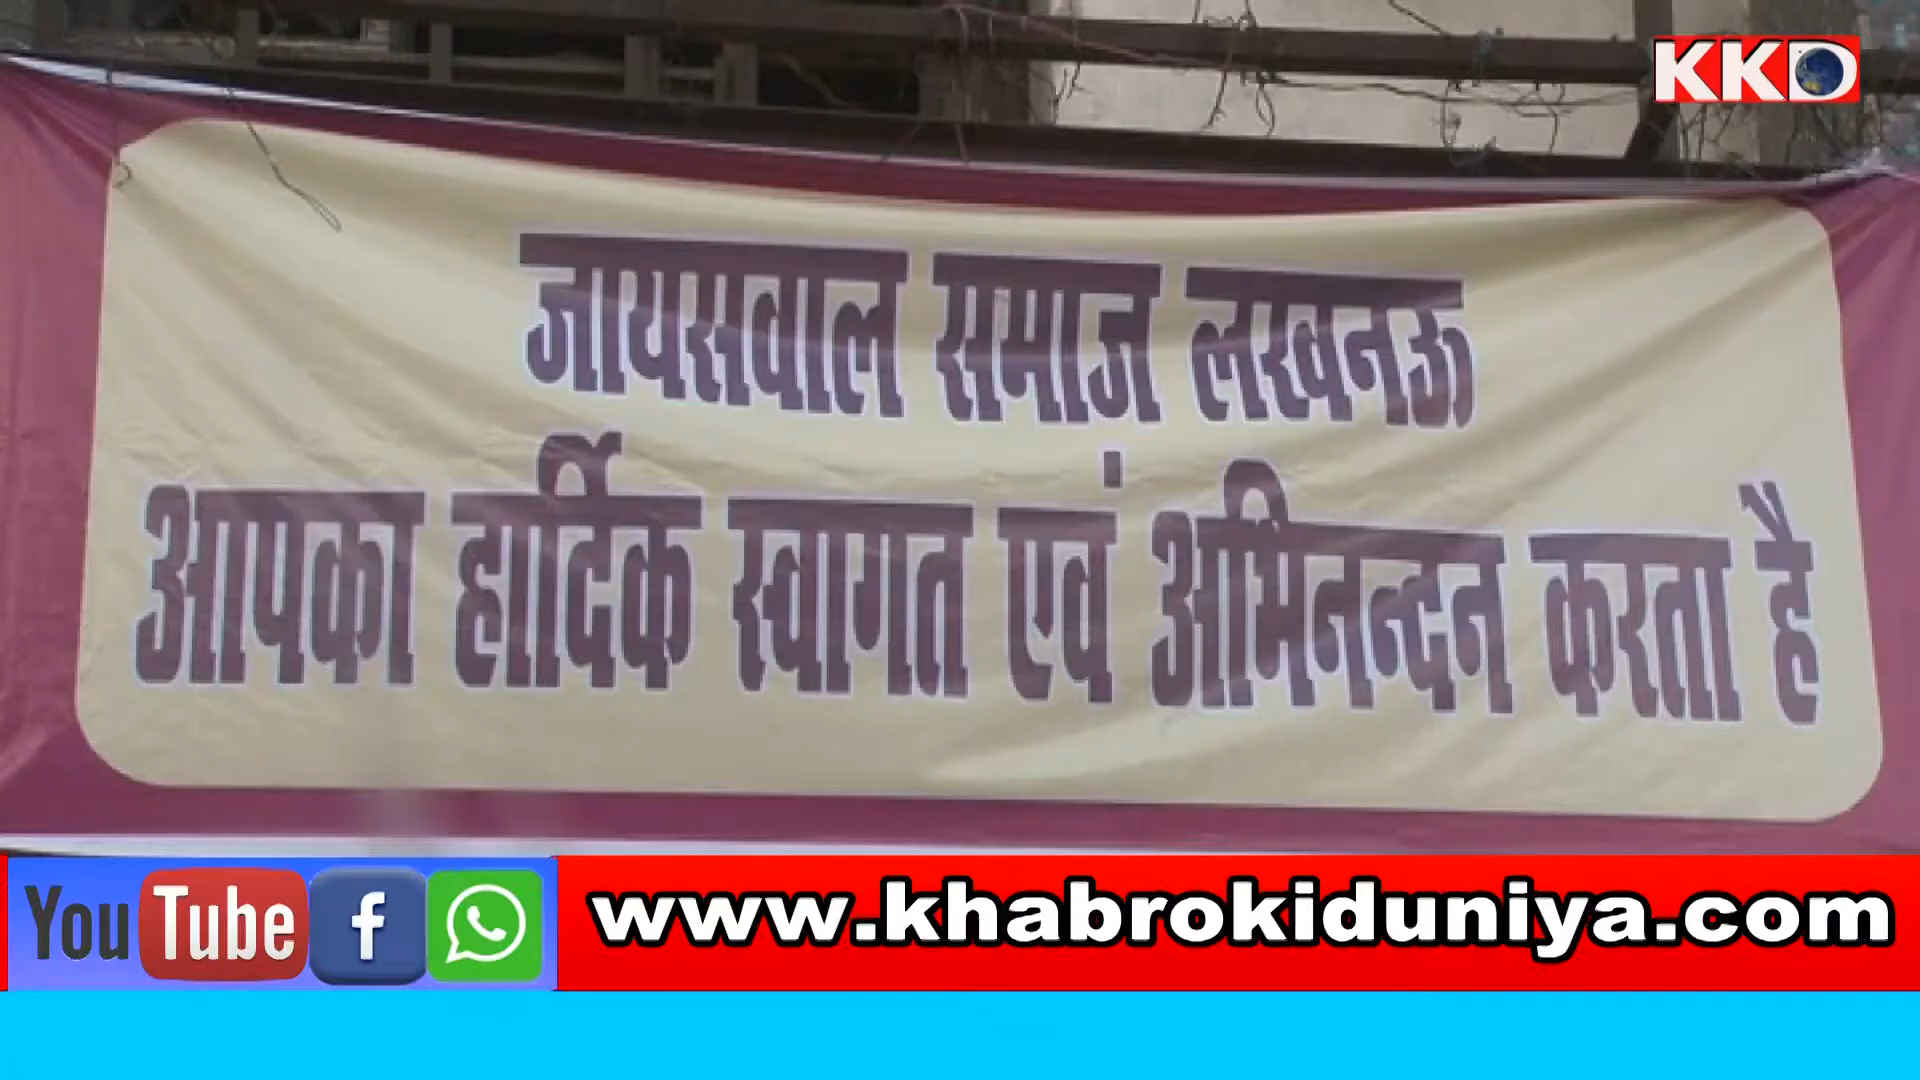 KKD
जायसवाल समाज लखनऊ
आपका हार्दिक स्वागत एवं अभिनन्दन करता है
YouTube f www.khabrokiduniya.com